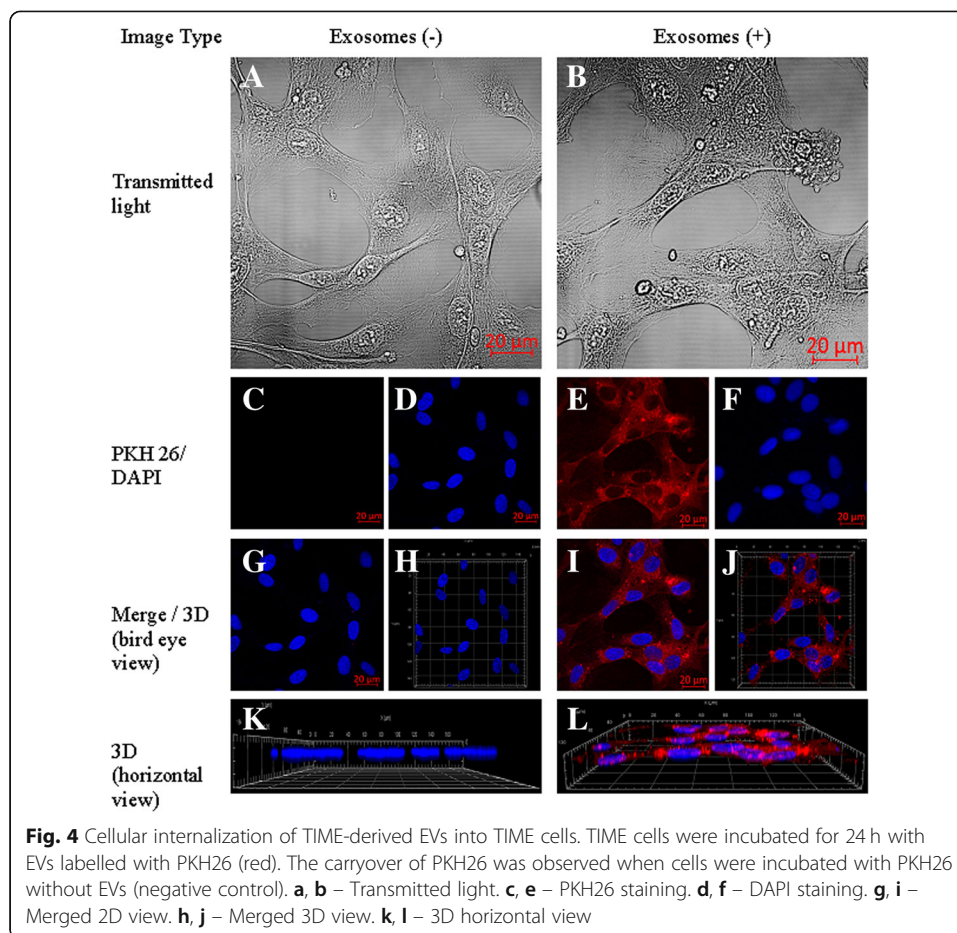 Image Type Exosomes (-) Exosomes (+)
A B
Transmitted
light
20 µm 20 µm
C D E F
PKH 26/
DAPI
20 µm 20 µm 20 µm 20 µm
G H I J
Merge / 3D
(bird eye
view)
20 µm 20 µm
K L
3D
(horizontal
view)
Fig. 4 Cellular internalization of TIME-derived EVs into TIME cells. TIME cells were incubated for 24 h with
EVs labelled with PKH26 (red). The carryover of PKH26 was observed when cells were incubated with PKH26
without EVs (negative control). a, b – Transmitted light. c, e – PKH26 staining. d, f – DAPI staining. g, i –
Merged 2D view. h, j – Merged 3D view. k, l – 3D horizontal view